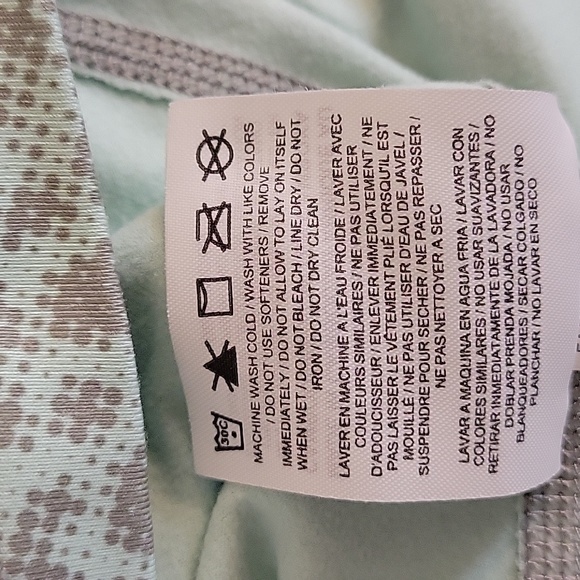 30C
MACHINE WASH COLD / WASH WITH LIKE COLORS
/ DO NOT USE SOFTENERS / REMOVE
IMMEDIATELY / DO NOT ALLOW TO LAY ON ITSELF
WHEN WET / DO NOT BLEACH / LINE DRY / DO NOT
IRON / DO NOT DRY CLEAN
LAVER EN MACHINE A L'EAU FROIDE / LAVER AVEC
COULEURS SIMILAIRES / NE PAS UTILISER
D'ADOUCISSEUR / ENLEVER IMMEDIATEMENT / NE
PAS LAISSER LE VÊTEMENT PLIÉ LORSQU'IL EST
MOUILLÉ / NE PAS UTILISER D'EAU DE JAVEL /
SUSPENDRE POUR SECHER / NE PAS REPASSER /
NE PAS NETTOYER A SEC
LAVAR A MAQUINA EN AGUA FRIA / LAVAR CON
COLORES SIMILARES / NO USAR SUAVIZANTES /
RETIRAR INMEDIATAMENTE DE LA LAVADORA / NO
DOBLAR PRENDA MOJADA / NO USAR
BLANQUEADORES / SECAR COLGADO / NO
PLANCHAR / NO LAVAR EN SECO